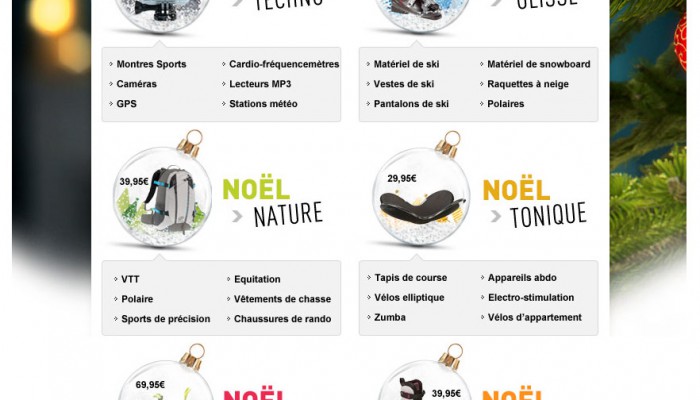 TECHNO
GLISSE
Montres Sports
Cardio-fréquencemètres
Caméras
Lecteurs MP3
GPS
Stations météo
Matériel de ski
Matériel de snowboard
Vestes de ski
Raquettes à neige
Pantalons de ski
Polaires
39,95€
NOËL
NATURE
29,95€
NOËL
TONIQUE
VTT
Equitation
Polaire
Vêtements de chasse
Sports de précision
Chaussures de rando
Tapis de course
Appareils abdo
Vélos elliptique
Electro-stimulation
Zumba
Vélos d'appartement
69,95€
NOËL
39,95€
NOËL